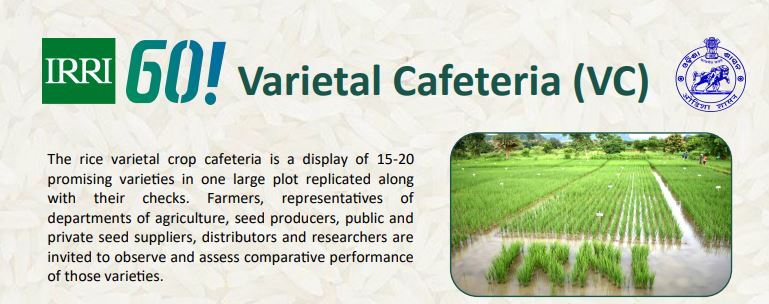 IRRI 60! Varietal Cafeteria (VC)
The rice varietal crop cafeteria is a display of 15-20
promising varieties in one large plot replicated along
with their checks. Farmers, representatives of
departments of agriculture, seed producers, public and
private seed suppliers, distributors and researchers are
invited to observe and assess comparative performance
of those varieties.